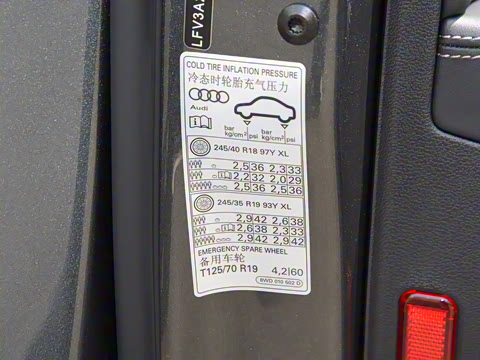 LFV3A
COLD TIRE INFLATION PRESSURE
冷态时轮胎充气压力
Audi
bar kg/cm² psi bar kg/cm² psi
245/40 R18 97Y XL
2,5 36 2,3 33
2,2 32 2,0 29
2,5 36 2,5 36
245/35 R19 93Y XL
2,9 42 2,6 38
2,6 38 2,3 33
2,9 42 2,9 42
EMERGENCY SPARE WHEEL
备用车轮
T125/70 R19 4,2 60
8WD 010 502 D